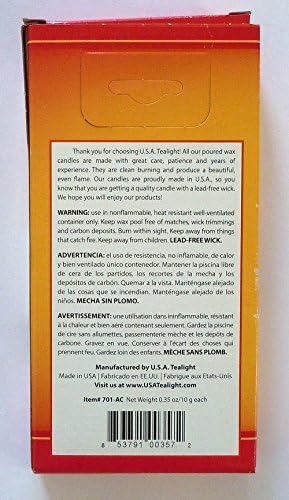 Thank you for choosing U.S.A. Tealight! All our poured wax
candles are made with great care, patience and years of
experience. They are clean burning and produce a beautiful,
even flame. Our candles are proudly made in U.S.A., so you
know that you are getting a quality candle with a lead-free wick.
We hope you enjoyed our product.
WARNING: use in nonflammable, heat resistant well-ventilated
container only. Keep wax pool free of matches, wick trimmings
and carbon deposits. Burn within sight. Keep away from things
that catch fire. Keep away from children. LEAD-FREE WICK.
ADVERTENCIA: el uso de resistencia, no inflamable, de calor
y bien ventilado único contenedor. Mantener la piscina libre
de cera de los partidos, los recortes de la mecha y los
depósitos de carbón. Quemar a la vista. Manténgase alejado
de las cosas que se incendian. Manténgase alejado de los
niños. MECHA SIN PLOMO.
AVERTISSEMENT: une utilisation dans ininflammable, résistant
à la chaleur et bien aéré contenant seulement. Gardez la piscine
de cire sans allumettes, passementerie mèche et les dépôts de
carbone. Gravez en vue. Conserver à l'écart des choses qui
prennent feu. Gardez loin des enfants. MÈCHE SANS PLOMB.
Manufactured by U.S.A. Tealight
Made in USA | Fabricado en EE.UU. | Fabrique aux Etats-Unis
Visit us at www.USATealight.com
Item# 701-AC Net Weight 0.35 oz/10 g each
8 53791 00357 2